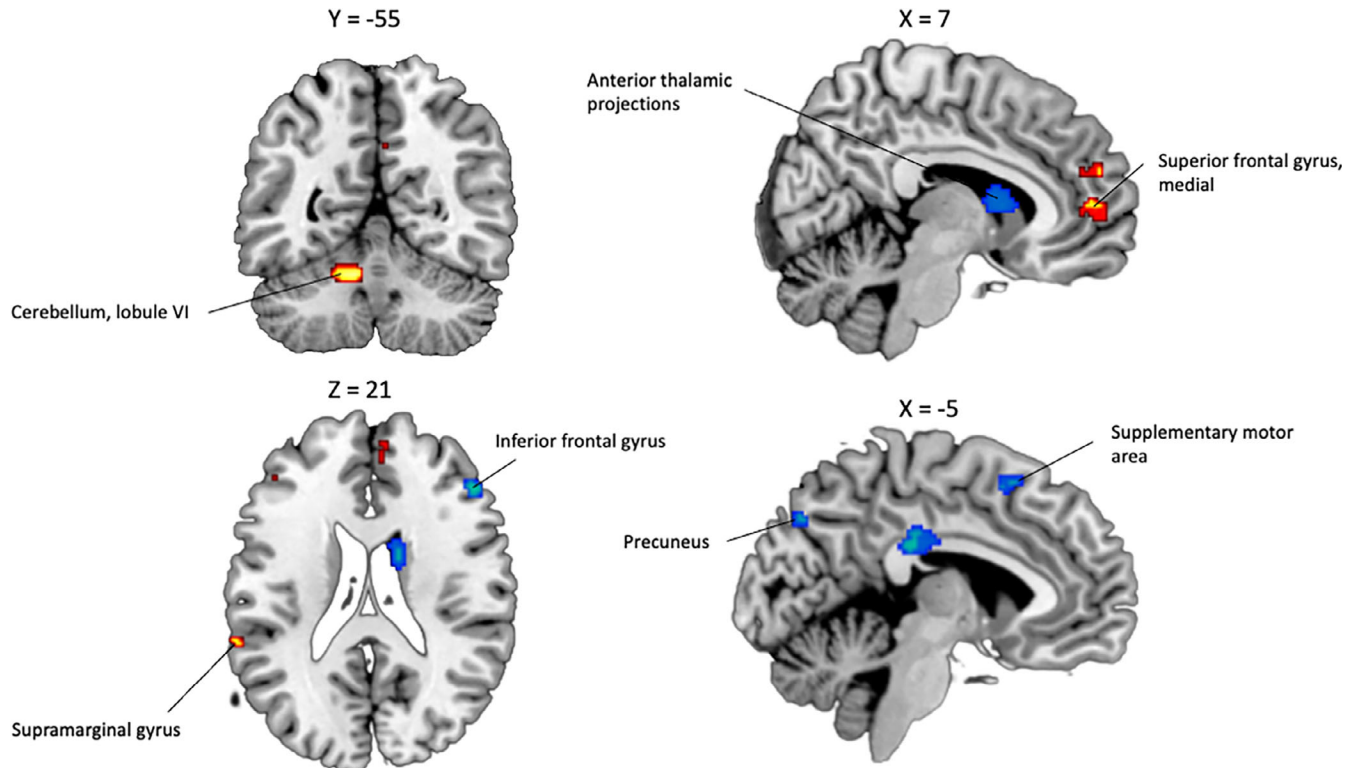 Y = -55
Cerebellum, lobule VI
X = 7
Anterior thalamic
projections
Superior frontal gyrus,
medial
Z = 21
Inferior frontal gyrus
Supramarginal gyrus
X = -5
Supplementary motor
area
Precuneus